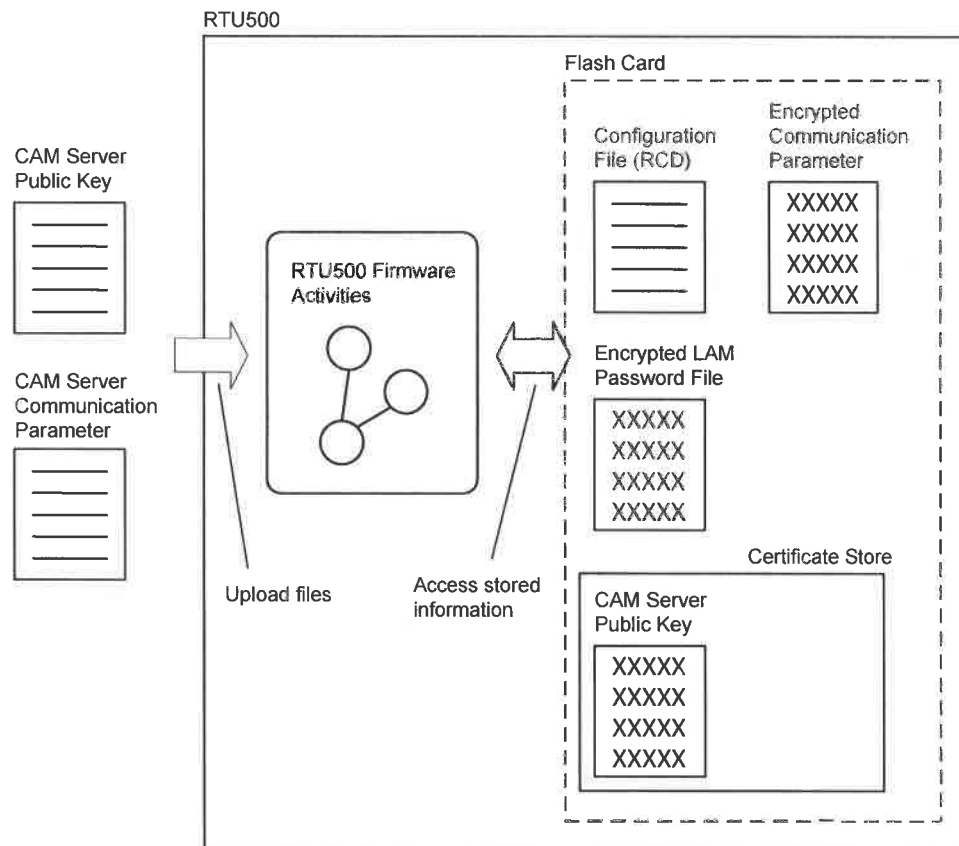 RTU500
Flash Card
Configuration
File (RCD)
Encrypted
Communication
Parameter
XXXXX
XXXXX
XXXXX
XXXXX
CAM Server
Public Key
RTU500 Firmware
Activities
CAM Server
Communication
Parameter
Encrypted LAM
Password File
XXXXX
XXXXX
XXXXX
XXXXX
Upload files
Access stored
information
Certificate Store
CAM Server
Public Key
XXXXX
XXXXX
XXXXX
XXXXX